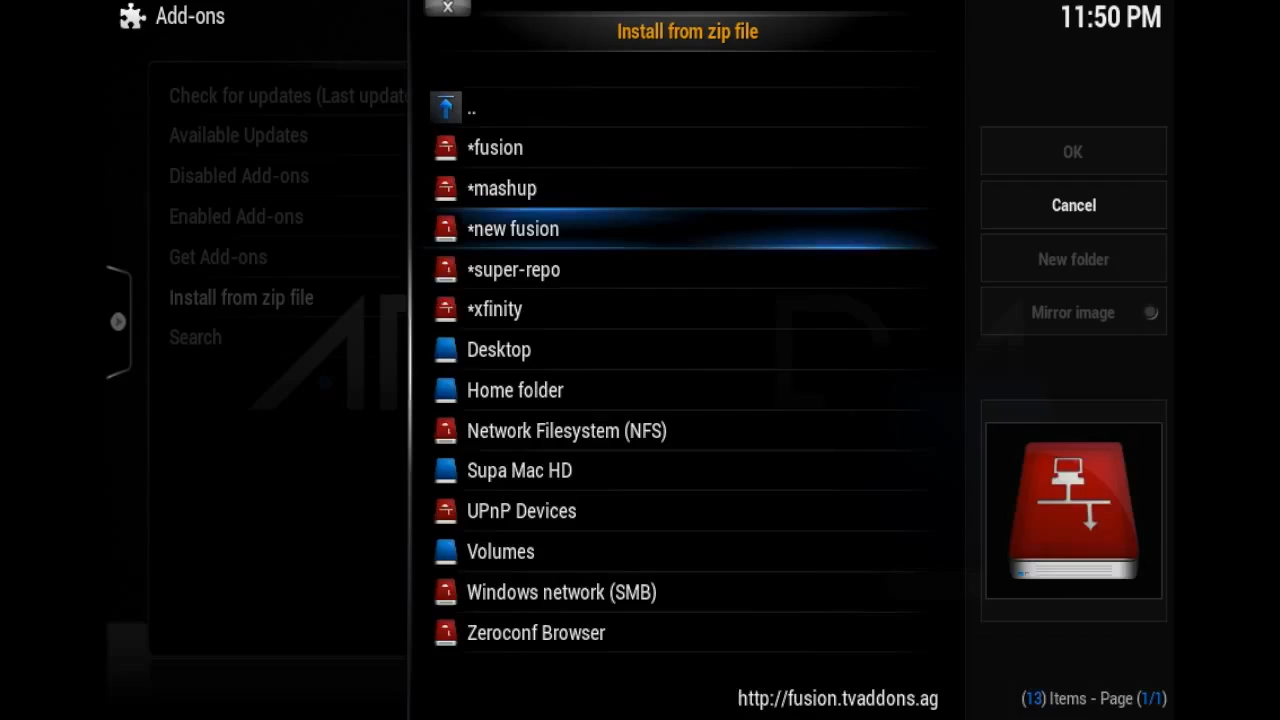 Add-ons
Install from zip file
11:50 PM
Check for updates (Last update
Available Updates
Disabled Add-ons
Enabled Add-ons
Get Add-ons
Install from zip file
Search
..
*fusion
*mashup
*new fusion
*super-repo
*xfinity
Desktop
Home folder
Network Filesystem (NFS)
Supa Mac HD
UPnP Devices
Volumes
Windows network (SMB)
Zeroconf Browser
OK
Cancel
New folder
Mirror image
http://fusion.tvaddons.ag
(13) Items - Page (1/1)